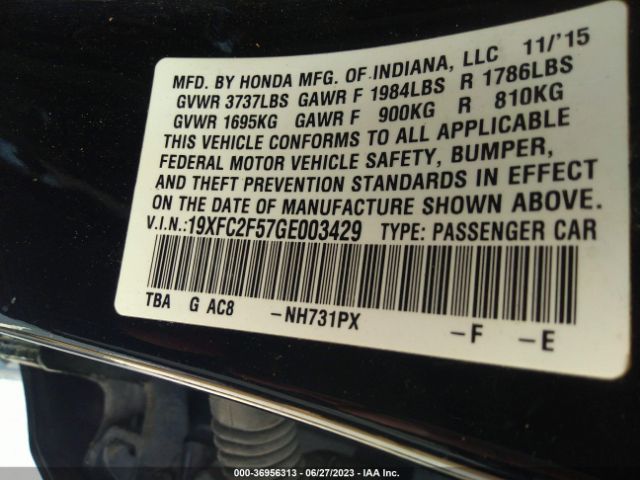 MFD. BY HONDA MFG. OF INDIANA, LLC 11/'15
GVWR 3737LBS GAWR F 1984LBS R 1786LBS
GVWR 1695KG GAWR F 900KG R 810KG
THIS VEHICLE CONFORMS TO ALL APPLICABLE
FEDERAL MOTOR VEHICLE SAFETY, BUMPER,
AND THEFT PREVENTION STANDARDS IN EFFECT
ON THE DATE OF MANUFACTURE SHOWN ABOVE.
V.I.N.:19XFC2F57GE003429 TYPE: PASSENGER CAR
TBA G AC8 -NH731PX -F -E
000-36956313 - 06/27/2023 - IAA Inc.